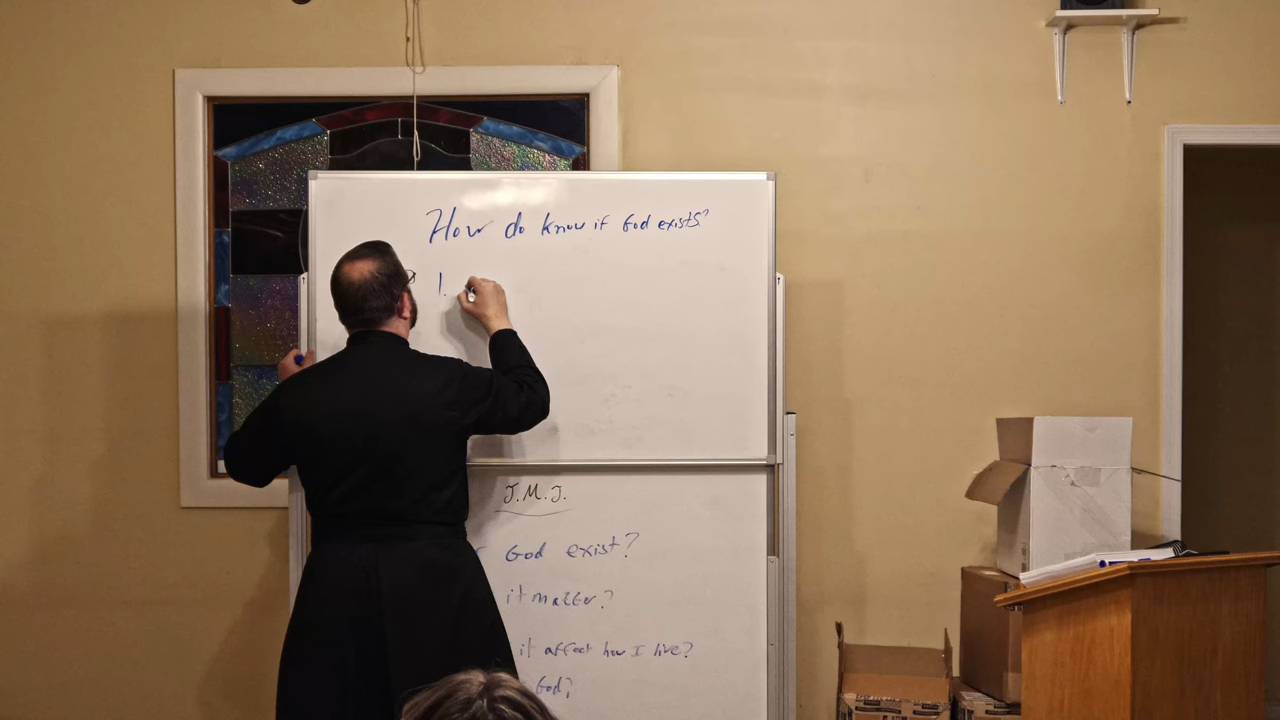 How do know if God exists?
1.
J.M.J.
God exist?
it matter?
it affect how I live?
God?